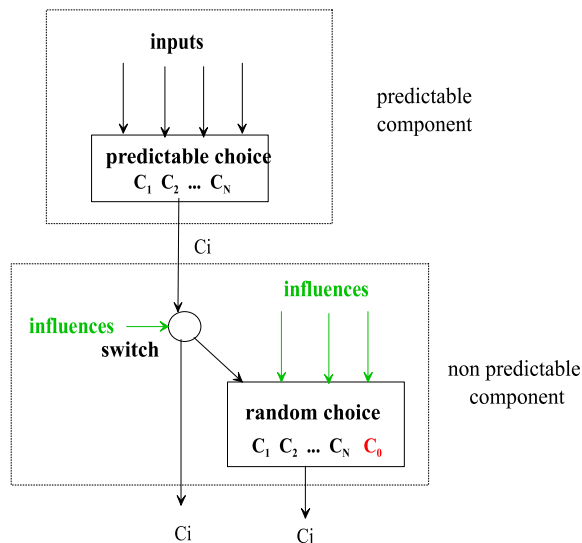 inputs
predictable
component
predictable choice
C1 C2 ... CN
Ci
influences
influences
switch
non predictable
component
random choice
C1 C2 ... CN C0
Ci
Cj